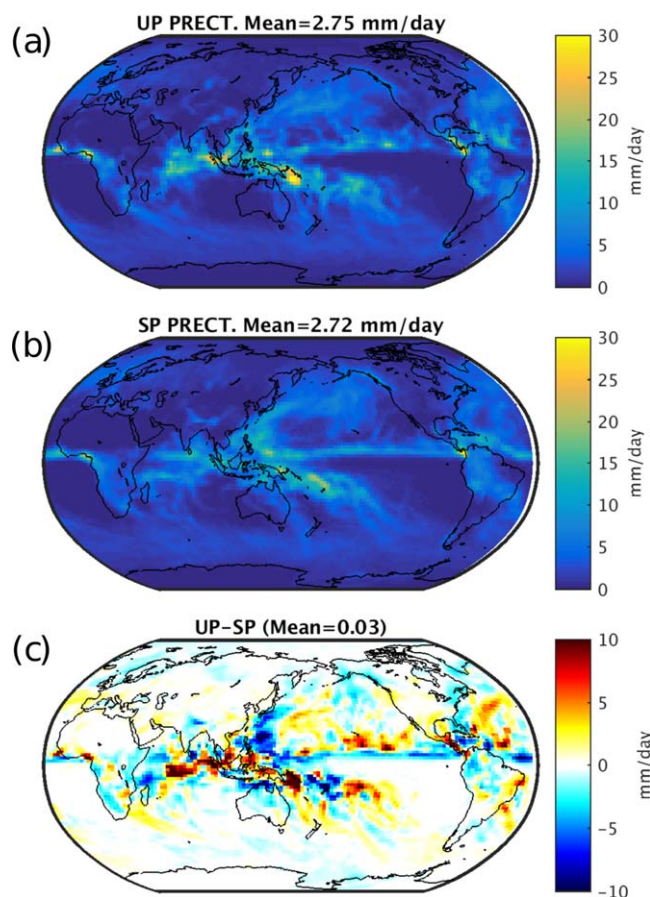 (a)
UP PRECT. Mean=2.75 mm/day
30
25
20
15
10
5
0
mm/day
(b)
SP PRECT. Mean=2.72 mm/day
30
25
20
15
10
5
0
mm/day
(c)
UP-SP (Mean=0.03)
10
5
0
-5
-10
mm/day